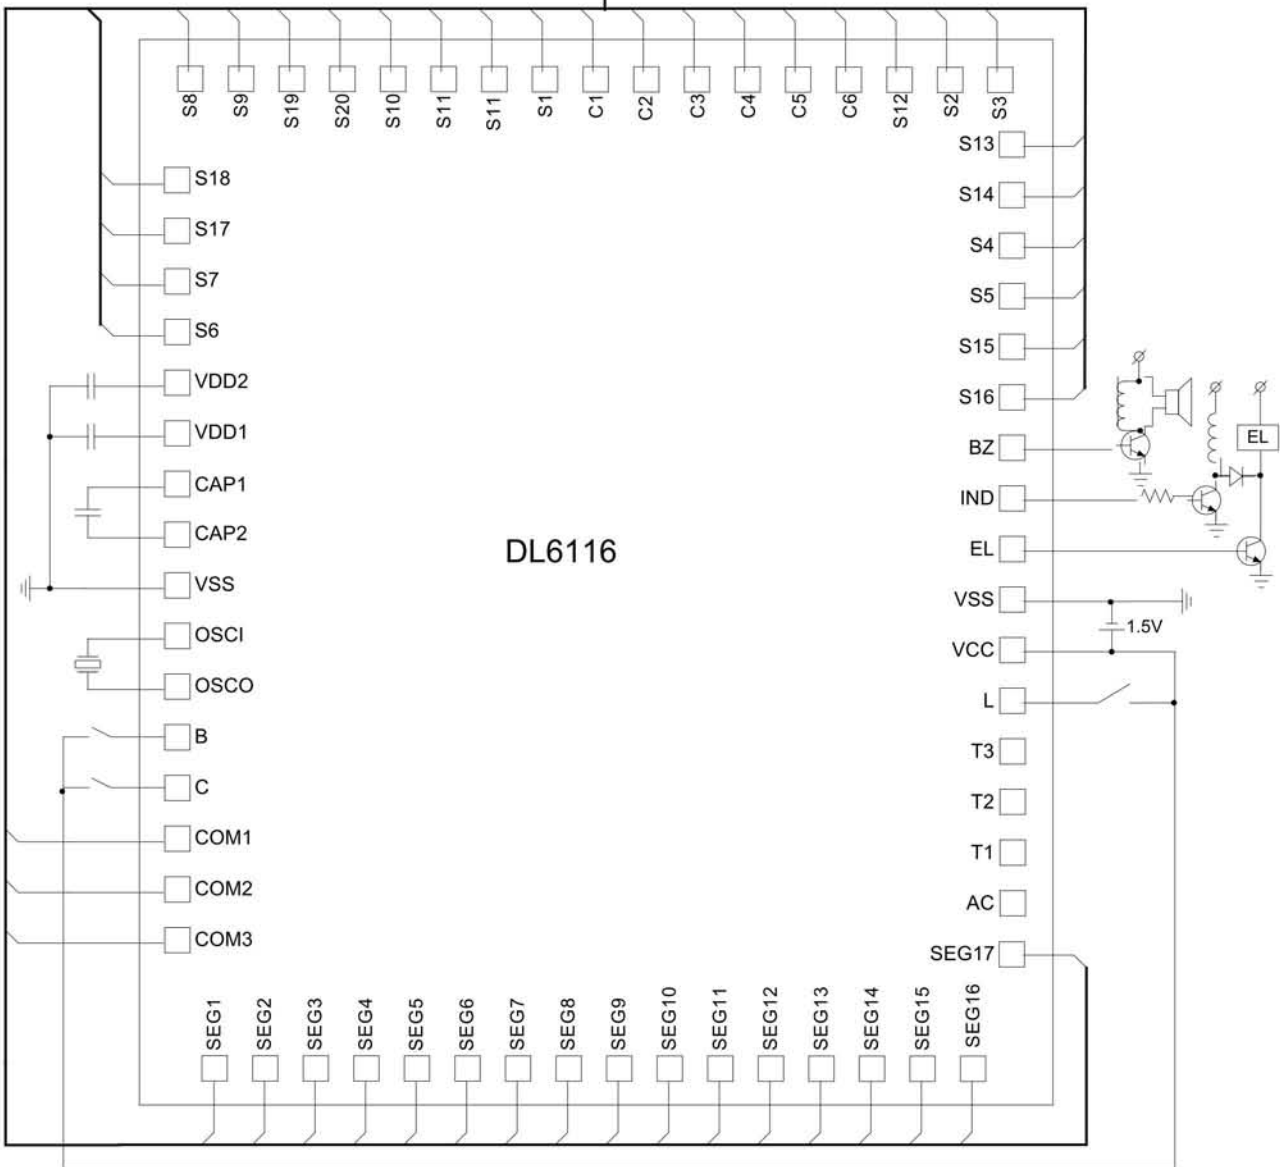 S8
S9
S19
S20
S10
S11
S11
S1
C1
C2
C3
C4
C5
C6
S12
S2
S3
S18
S17
S7
S6
VDD2
VDD1
CAP1
CAP2
VSS
OSCI
OSCO
B
C
COM1
COM2
COM3
DL6116
S13
S14
S4
S5
S15
S16
BZ
IND
EL
VSS
VCC
L
T3
T2
T1
AC
SEG17
EL
1.5V
SEG1
SEG2
SEG3
SEG4
SEG5
SEG6
SEG7
SEG8
SEG9
SEG10
SEG11
SEG12
SEG13
SEG14
SEG15
SEG16